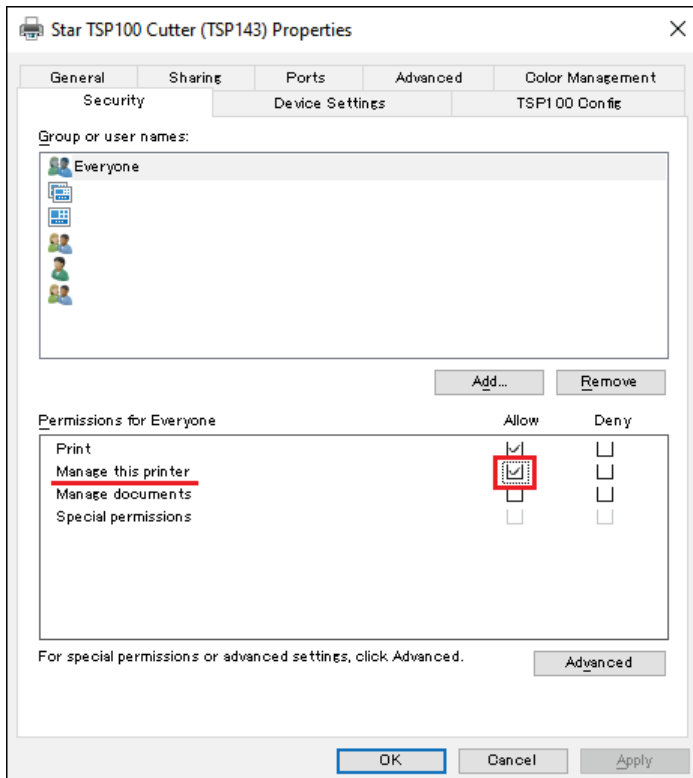 Star TSP100 Cutter (TSP143) Properties
General Sharing Ports Advanced Color Management
Security Device Settings TSP100 Config
Group or user names:
Everyone
Add... Remove
Permissions for Everyone Allow Deny
Print
Manage this printer
Manage documents
Special permissions
For special permissions or advanced settings, click Advanced.
Advanced
OK Cancel Apply